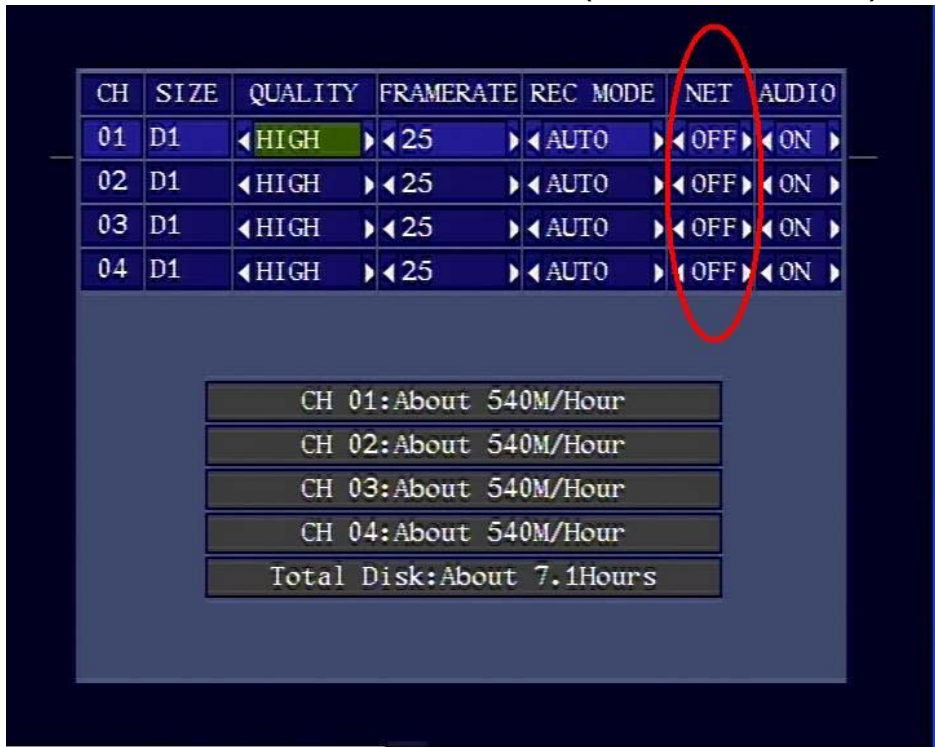 CH SIZE QUALITY FRAMERATE REC MODE NET AUDIO
01 D1 HIGH 25 AUTO OFF ON
02 D1 HIGH 25 AUTO OFF ON
03 D1 HIGH 25 AUTO OFF ON
04 D1 HIGH 25 AUTO OFF ON
CH 01:About 540M/Hour
CH 02:About 540M/Hour
CH 03:About 540M/Hour
CH 04:About 540M/Hour
Total Disk:About 7.1Hours